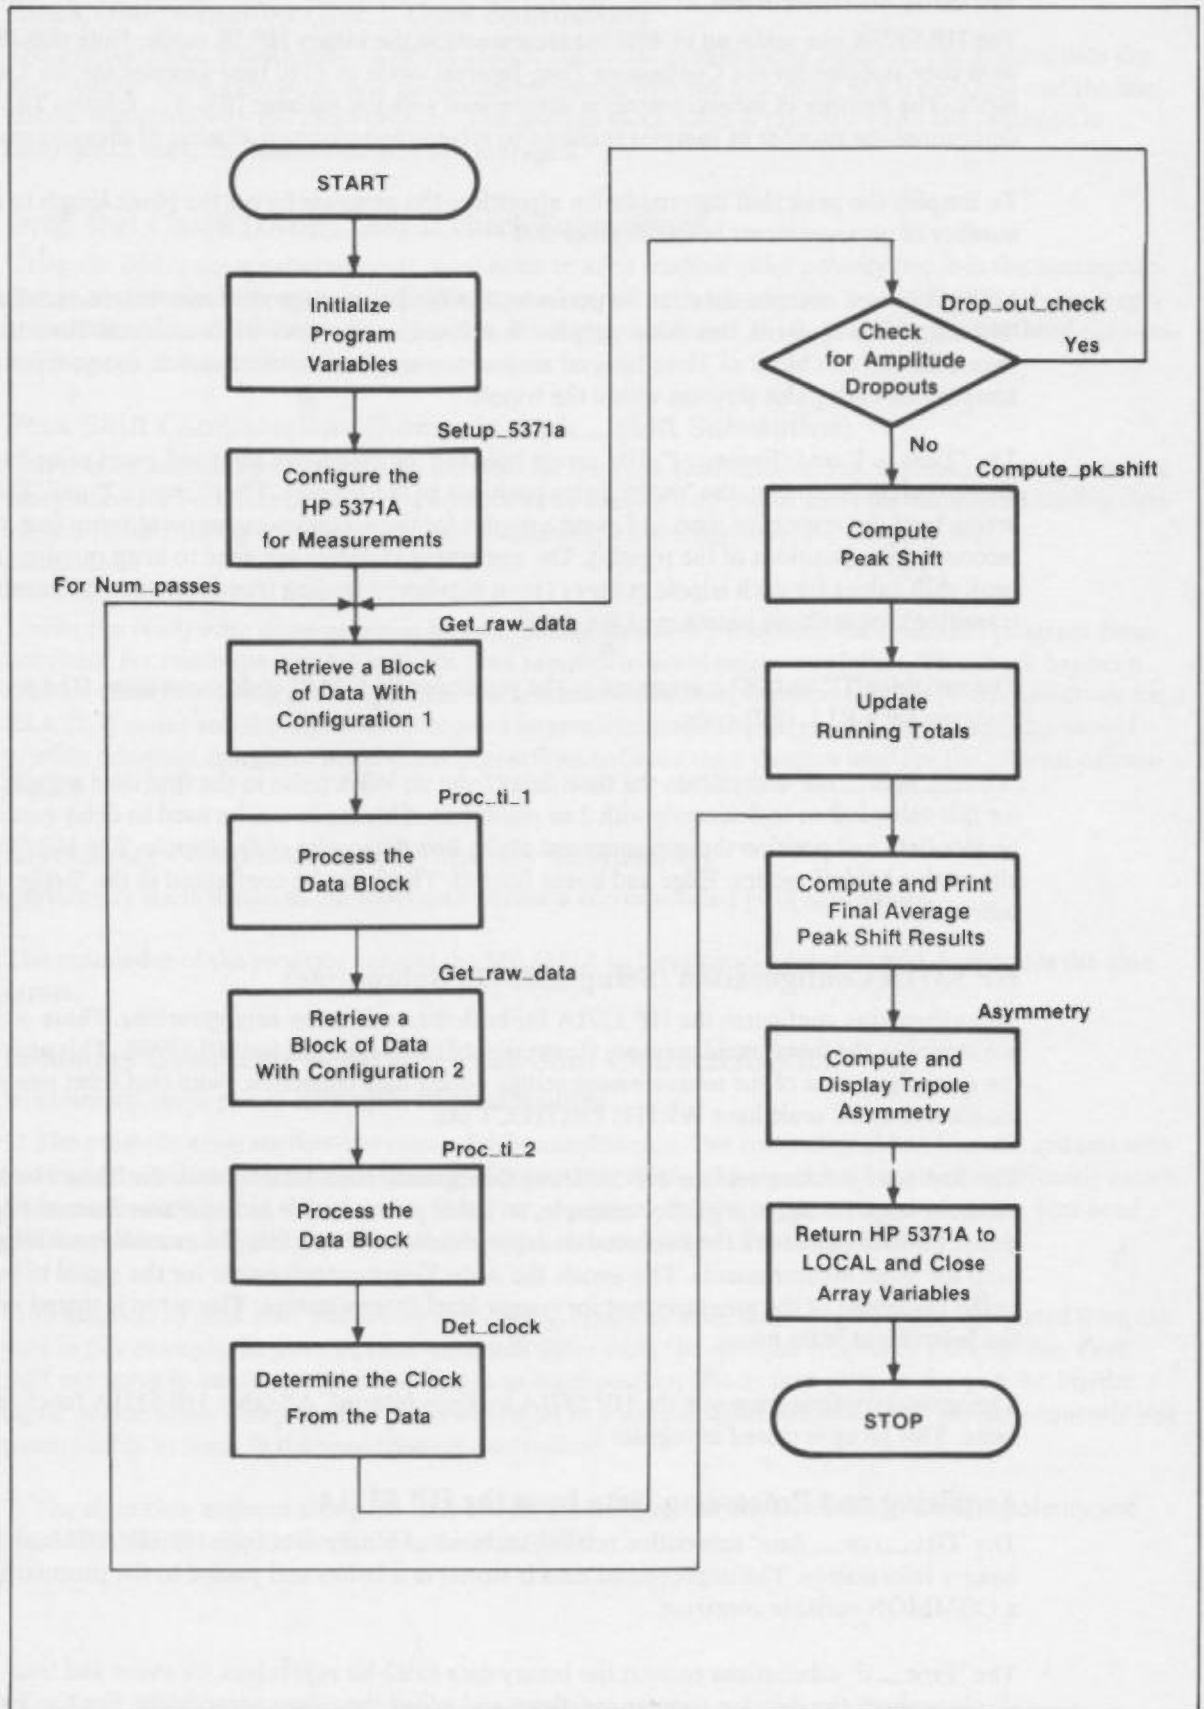 START
Initialize
Program
Variables
Setup_5371a
Configure the
HP 5371A
for Measurements
For Num_passes
Get_raw_data
Retrieve a Block
of Data With
Configuration 1
Proc_ti_1
Process the
Data Block
Get_raw_data
Retrieve a
Block of Data
With Configuration 2
Proc_ti_2
Process the
Data Block
Det_clock
Determine the Clock
From the Data
Drop_out_check
Check
for Amplitude
Dropouts
Yes
No
Compute_pk_shift
Compute
Peak Shift
Update
Running Totals
Compute and Print
Final Average
Peak Shift Results
Asymmetry
Compute and
Display Tripole
Asymmetry
Return HP 5371A to
LOCAL and Close
Array Variables
STOP